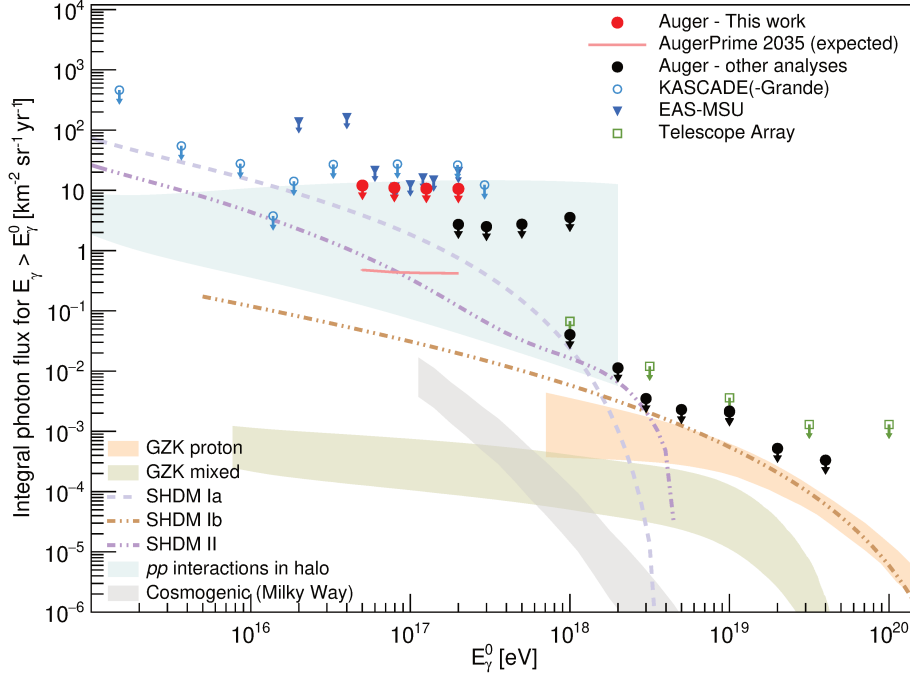 Integral photon flux for E_γ > E_γ^0 [km^-2 sr^-1 yr^-1]
10^4
10^3
10^2
10
1
10^−1
10^−2
10^−3
10^−4
10^−5
10^−6
Auger - This work
AugerPrime 2035 (expected)
Auger - other analyses
KASCADE(-Grande)
EAS-MSU
Telescope Array
GZK proton
GZK mixed
SHDM Ia
SHDM Ib
SHDM II
pp interactions in halo
Cosmogenic (Milky Way)
10^16 10^17 10^18 10^19 10^20
E_γ^0 [eV]